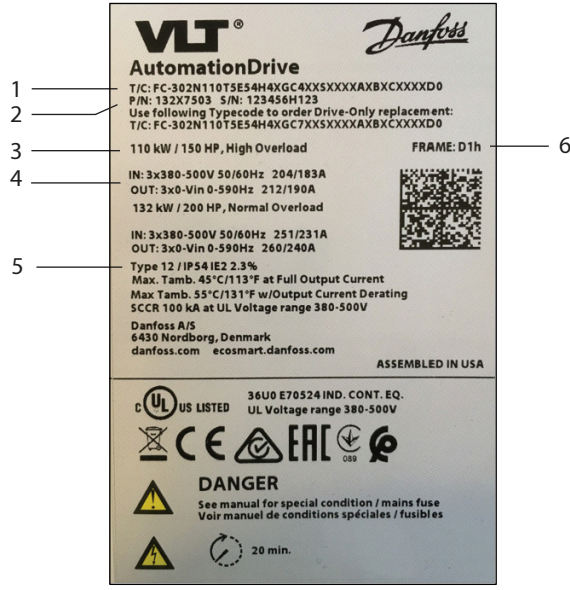 VLT®
Danfoss
AutomationDrive
1
T/C: FC-302N110T5E54H4XGC4XXSXXXXAXBXCXXXXD0
2
P/N: 132X7503 S/N: 123456H123
Use following Typecode to order Drive-Only replacement:
T/C: FC-302N110T5E54H4XGC7XXSXXXXAXBXCXXXXD0
3
110 kW / 150 HP, High Overload
FRAME: D1h
6
4
IN: 3x380-500V 50/60Hz 204/183A
OUT: 3x0-Vin 0-590Hz 212/190A
132 kW / 200 HP, Normal Overload
IN: 3x380-500V 50/60Hz 251/231A
OUT: 3x0-Vin 0-590Hz 260/240A
5
Type 12 / IP54 IE2 2.3%
Max. Tamb. 45°C/113°F at Full Output Current
Max Tamb. 55°C/131°F w/Output Current Derating
SCCR 100 kA at UL Voltage range 380-500V
Danfoss A/S
6430 Nordborg, Denmark
danfoss.com ecosmart.danfoss.com
ASSEMBLED IN USA
C UL US LISTED
36U0 E70524 IND. CONT. EQ.
UL Voltage range 380-500V
CE EAC
089
DANGER
See manual for special condition / mains fuse
Voir manuel de conditions spéciales / fusibles
20 min.